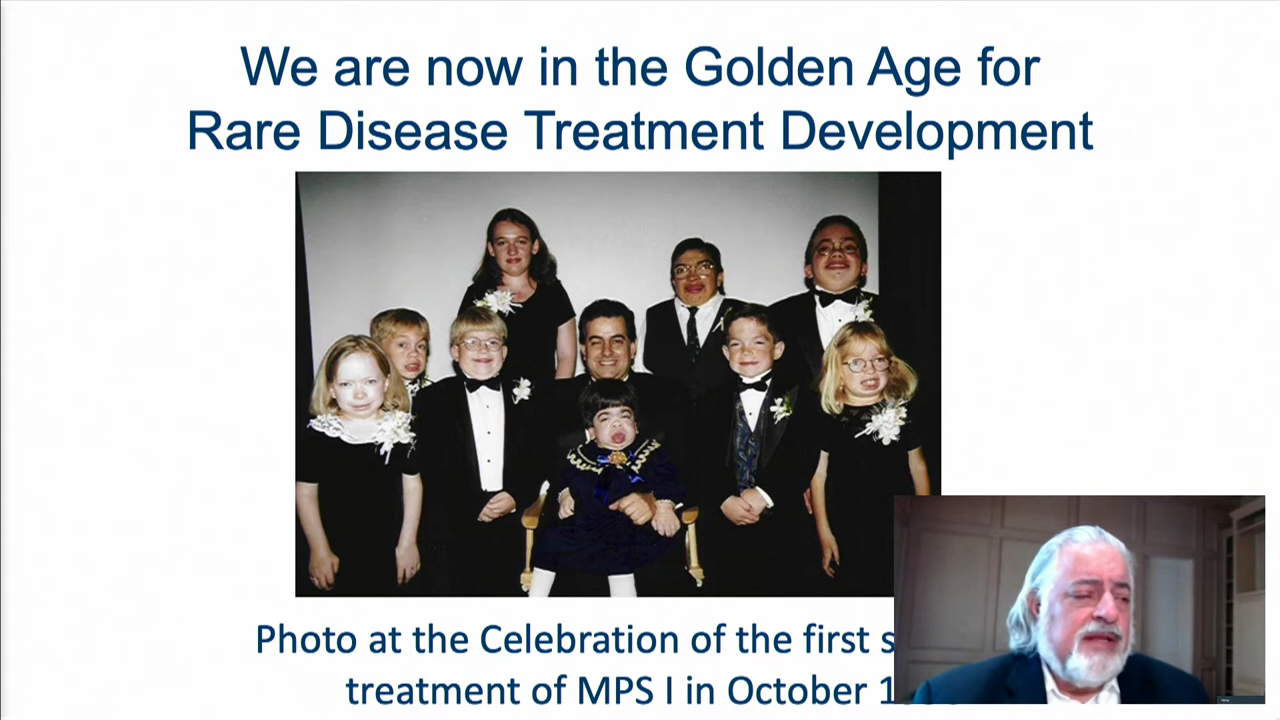 We are now in the Golden Age for
Rare Disease Treatment Development
Photo at the Celebration of the first
treatment of MPS I in October